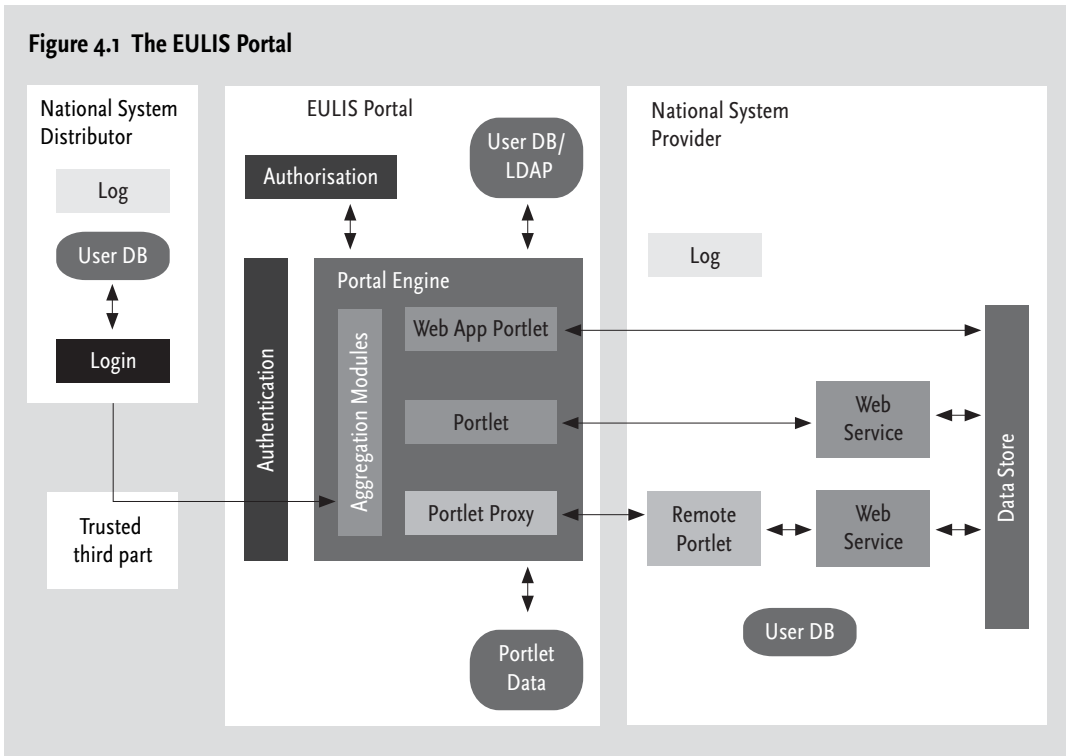 Figure 4.1 The EULIS Portal
National System
Distributor
Log
User DB
Login
Trusted
third part
EULIS Portal
Authorisation
User DB/
LDAP
Authentication
Portal Engine
Aggregation Modules
Web App Portlet
Portlet
Portlet Proxy
Portlet
Data
National System
Provider
Log
Web
Service
Remote
Portlet
Web
Service
User DB
Data Store